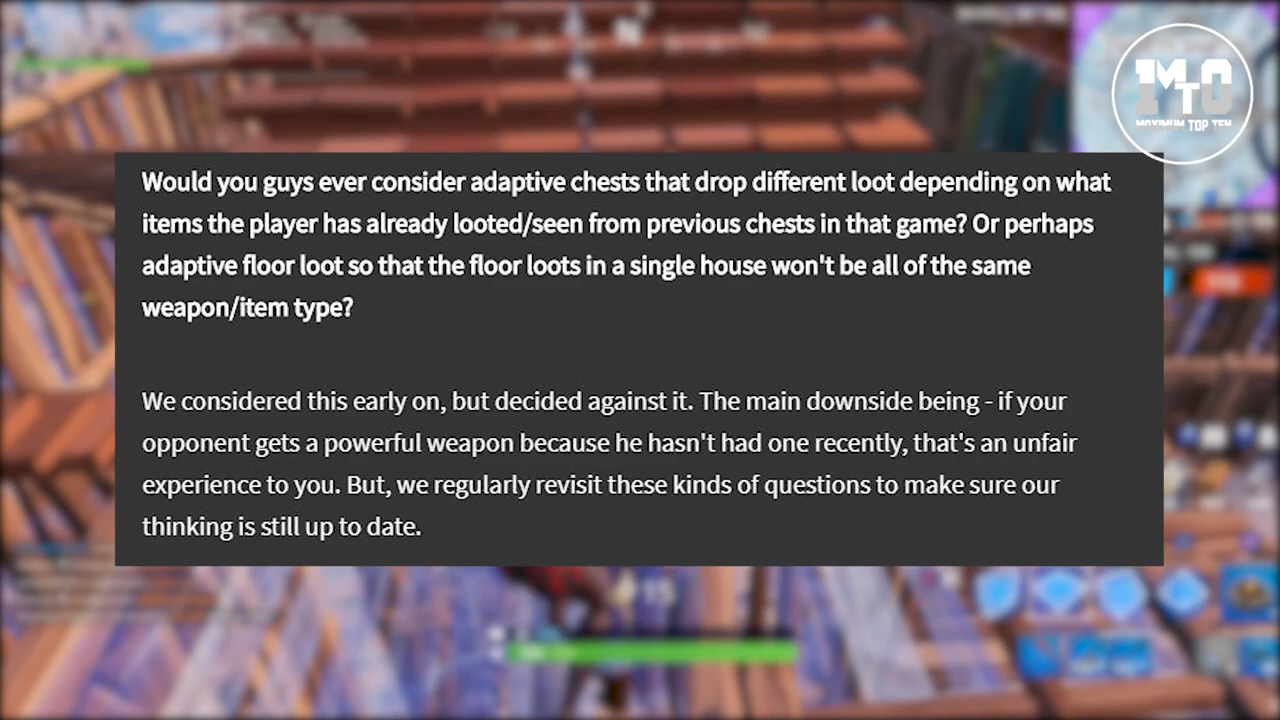 MTO
MAXIMUM TOP TEN
Would you guys ever consider adaptive chests that drop different loot depending on what
items the player has already looted/seen from previous chests in that game? Or perhaps
adaptive floor loot so that the floor loots in a single house won't be all of the same
weapon/item type?
We considered this early on, but decided against it. The main downside being - if your
opponent gets a powerful weapon because he hasn't had one recently, that's an unfair
experience to you. But, we regularly revisit these kinds of questions to make sure our
thinking is still up to date.
15